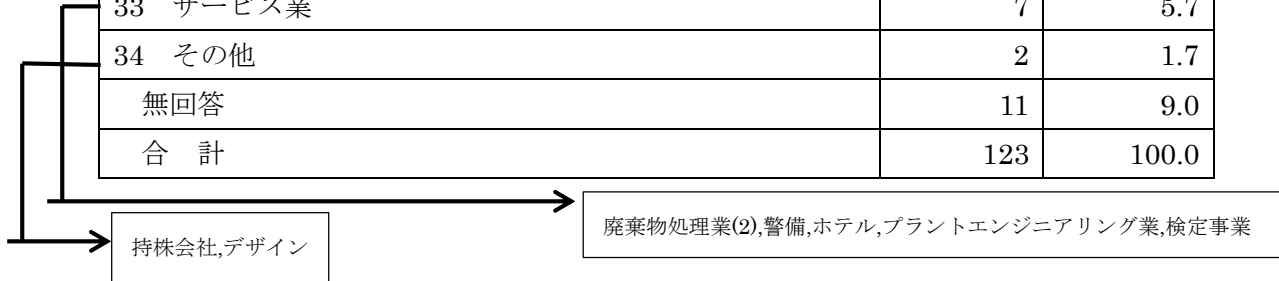 33 サービス業 7 5.7
34 その他 2 1.7
無回答 11 9.0
合 計 123 100.0
廃棄物処理業(2),警備,ホテル,プラントエンジニアリング業,検定事業
持株会社,デザイン